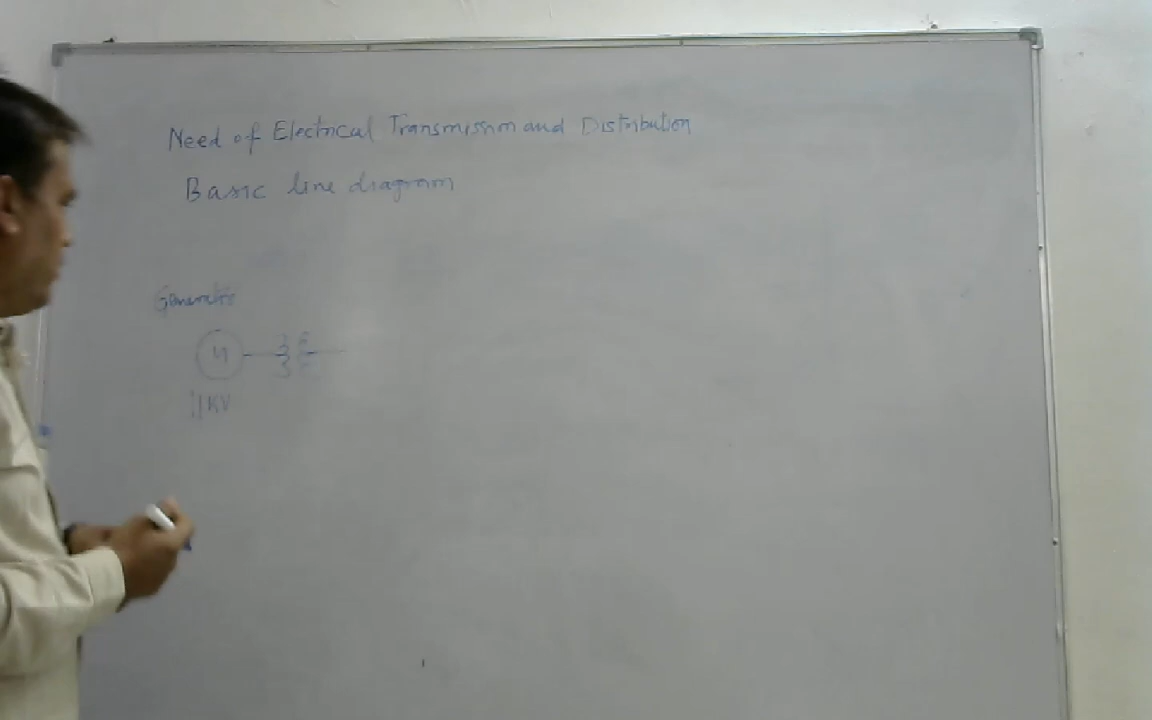 Need of Electrical Transmission and Distribution
Basic line diagram
Generator
11KV